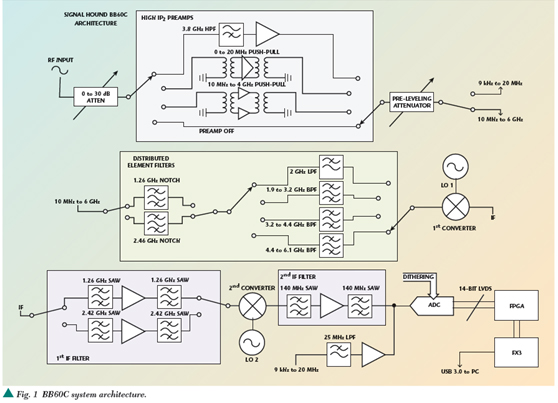 SIGNAL HOUND BB60C
ARCHITECTURE
HIGH IP2 PREAMPS
3.8 GHz HPF
RF INPUT
0 to 20 MHz PUSH-PULL
10 MHz to 4 GHz PUSH-PULL
0 to 30 dB
ATTEN
PREAMP OFF
PRE-LEVELING
ATTENUATOR
9 kHz to 20 MHz
10 MHz to 6 GHz
DISTRIBUTED
ELEMENT FILTERS
1.26 GHz NOTCH
2.46 GHz NOTCH
10 MHz to 6 GHz
2 GHz LPF
1.9 to 3.2 GHz BPF
3.2 to 4.4 GHz BPF
4.4 to 6.1 GHz BPF
LO 1
1st CONVERTER
IF
IF
1.26 GHz SAW
1.26 GHz SAW
2.42 GHz SAW
2.42 GHz SAW
1st IF FILTER
2nd CONVERTER
LO 2
2nd IF FILTER
140 MHz SAW
140 MHz SAW
25 MHz LPF
9 kHz to 20 MHz
DITHERING
ADC
14-BIT LVDS
FPGA
FX3
USB 3.0 to PC
Fig. 1 BB60C system architecture.